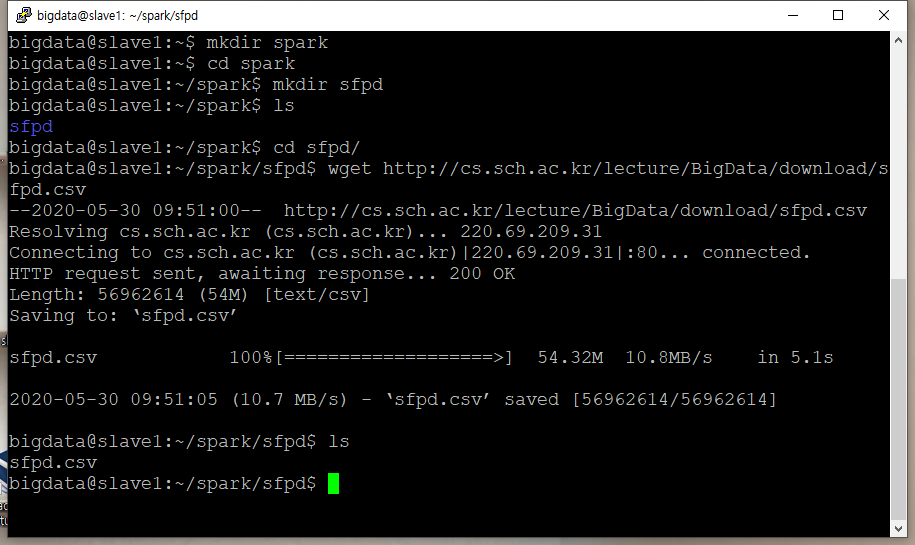 bigdata@slave1: ~/spark/sfpd
bigdata@slave1:~$ mkdir spark
bigdata@slave1:~$ cd spark
bigdata@slave1:~/spark$ mkdir sfpd
bigdata@slave1:~/spark$ ls
sfpd
bigdata@slave1:~/spark$ cd sfpd/
bigdata@slave1:~/spark/sfpd$ wget http://cs.sch.ac.kr/lecture/BigData/download/s
fpd.csv
--2020-05-30 09:51:00--  http://cs.sch.ac.kr/lecture/BigData/download/sfpd.csv
Resolving cs.sch.ac.kr (cs.sch.ac.kr)... 220.69.209.31
Connecting to cs.sch.ac.kr (cs.sch.ac.kr)|220.69.209.31|:80... connected.
HTTP request sent, awaiting response... 200 OK
Length: 56962614 (54M) [text/csv]
Saving to: ‘sfpd.csv’
sfpd.csv            100%[===================>]  54.32M  10.8MB/s    in 5.1s
2020-05-30 09:51:05 (10.7 MB/s) - ‘sfpd.csv’ saved [56962614/56962614]
bigdata@slave1:~/spark/sfpd$ ls
sfpd.csv
bigdata@slave1:~/spark/sfpd$